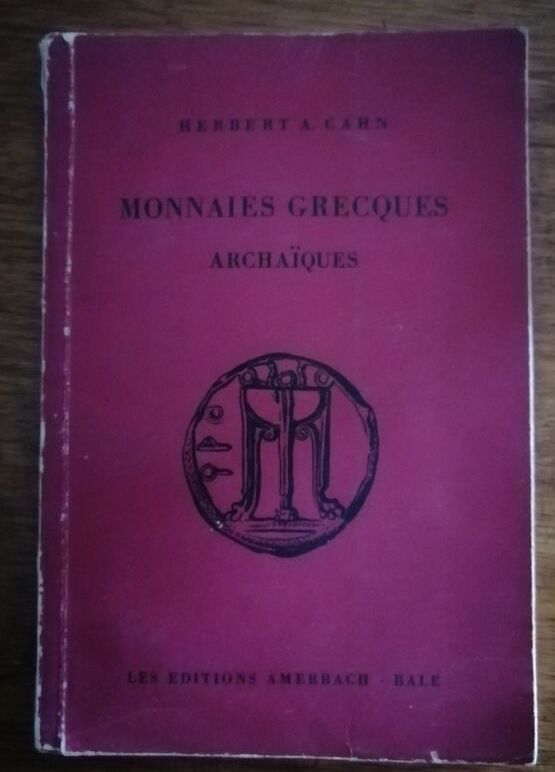 HERBERT A. CAHN
MONNAIES GRECQUES
ARCHAÏQUES
LES EDITIONS AMERBACH · BALE